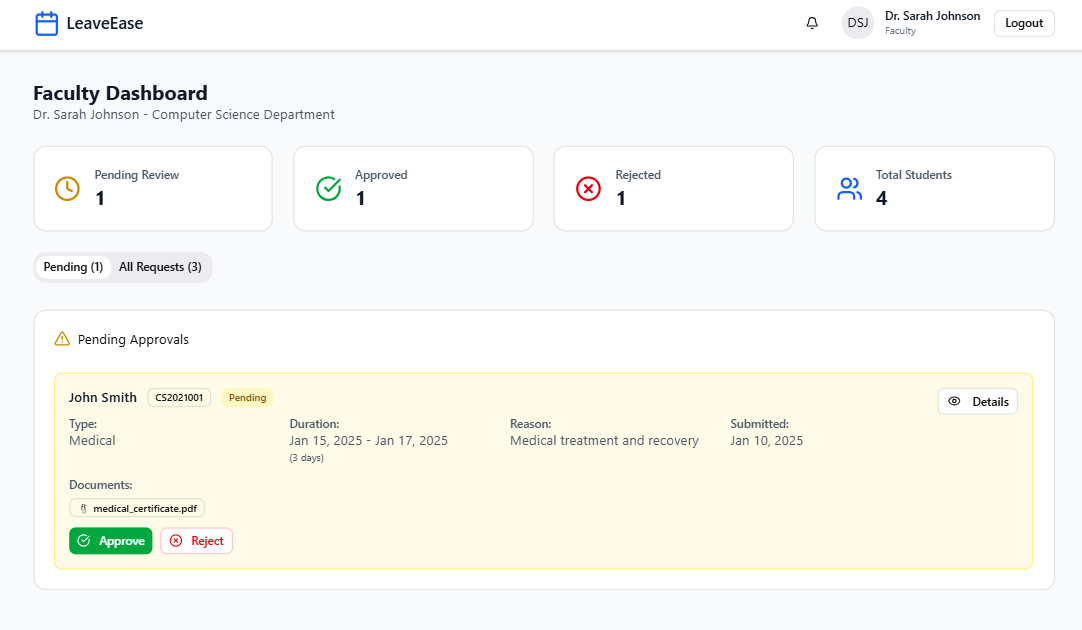 LeaveEase
DSJ
Dr. Sarah Johnson
Faculty
Logout
Faculty Dashboard
Dr. Sarah Johnson - Computer Science Department
Pending Review
1
Approved
1
Rejected
1
Total Students
4
Pending (1)
All Requests (3)
Pending Approvals
John Smith
CS2021001
Pending
Details
Type:
Medical
Duration:
Jan 15, 2025 - Jan 17, 2025
(3 days)
Reason:
Medical treatment and recovery
Submitted:
Jan 10, 2025
Documents:
medical_certificate.pdf
Approve
Reject